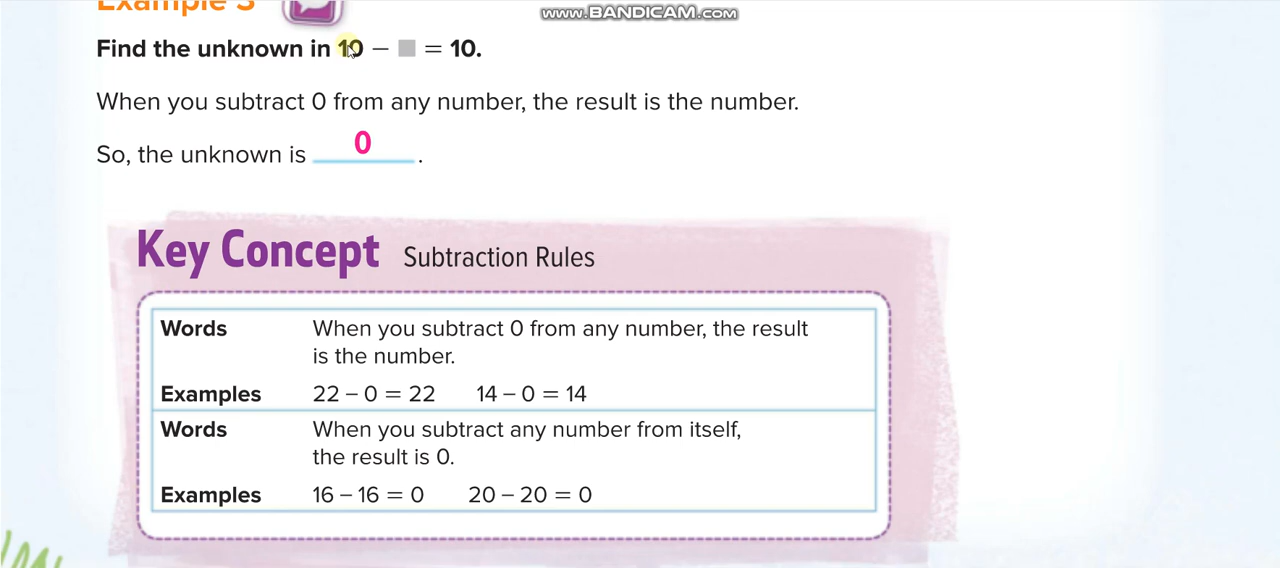 www.BANDICAM.com
Example 3
Find the unknown in 10 − ■ = 10.
When you subtract 0 from any number, the result is the number.
So, the unknown is 0 .
Key Concept Subtraction Rules
Words When you subtract 0 from any number, the result
is the number.
Examples 22 – 0 = 22 14 – 0 = 14
Words When you subtract any number from itself,
the result is 0.
Examples 16 – 16 = 0 20 – 20 = 0